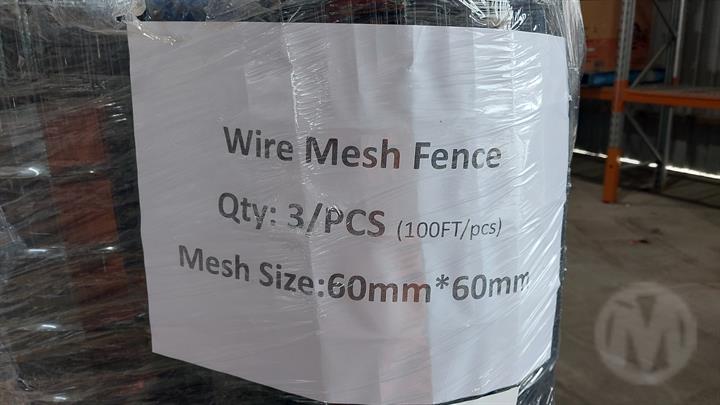 Wire Mesh Fence
Qty: 3/PCS (100FT/pcs)
Mesh Size:60mm*60mm
M